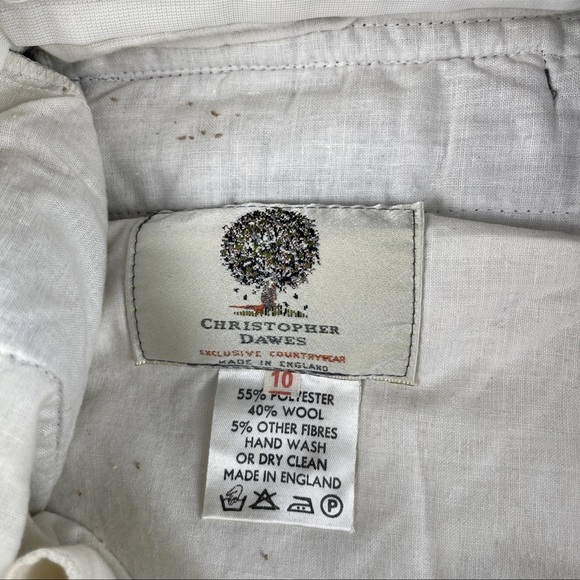 CHRISTOPHER
DAWES
EXCLUSIVE COUNTRYWEAR
MADE IN ENGLAND
10
55% POLYESTER
40% WOOL
5% OTHER FIBRES
HAND WASH
OR DRY CLEAN
MADE IN ENGLAND
P